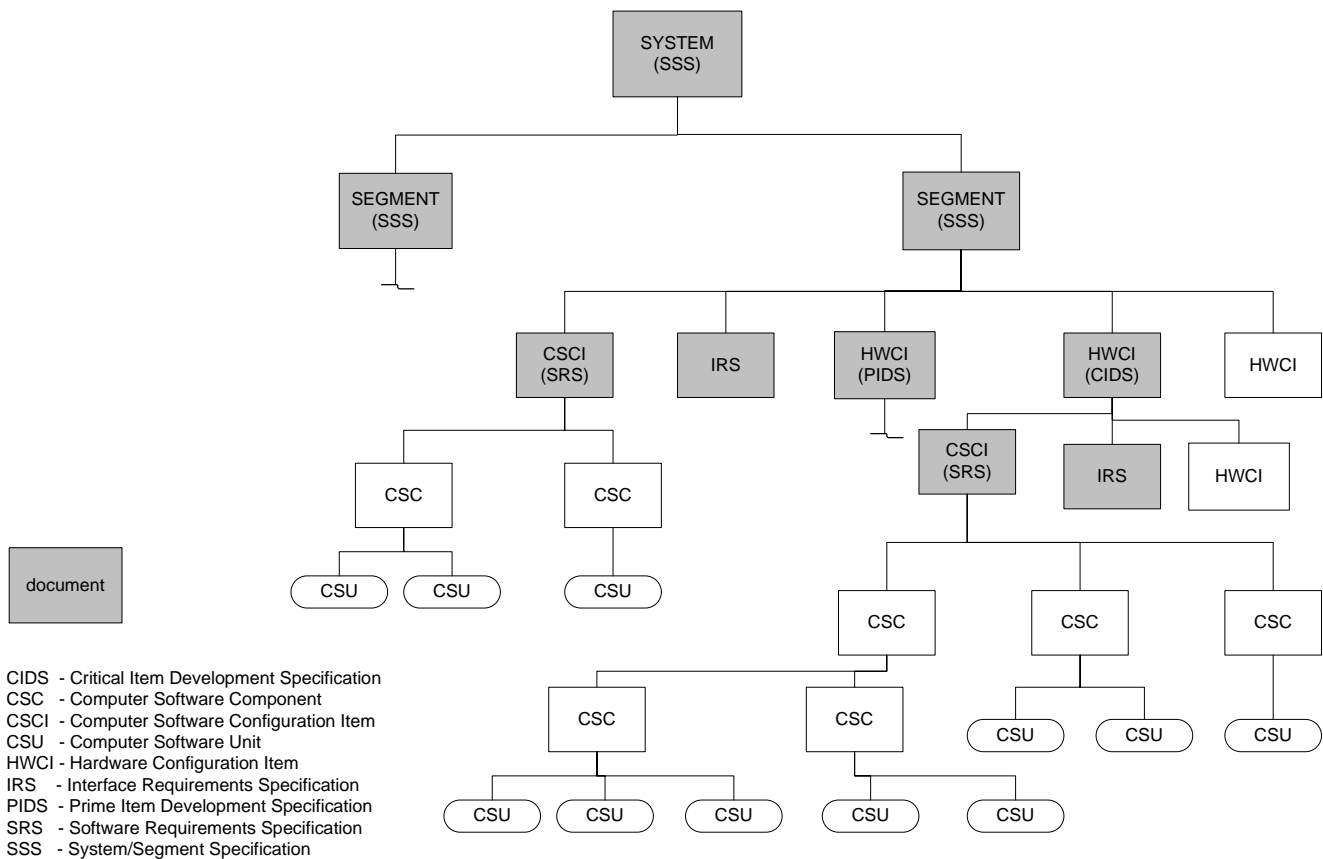 SYSTEM
(SSS)
SEGMENT
(SSS)
SEGMENT
(SSS)
CSCI
(SRS)
IRS
HWCI
(PIDS)
HWCI
(CIDS)
HWCI
CSCI
(SRS)
IRS
HWCI
CSC
CSC
CSU
CSU
CSU
document
CSC
CSC
CSC
CSC
CSC
CSU
CSU
CSU
CSU
CSU
CSU
CSU
CSU
CIDS - Critical Item Development Specification
CSC - Computer Software Component
CSCI - Computer Software Configuration Item
CSU - Computer Software Unit
HWCI - Hardware Configuration Item
IRS - Interface Requirements Specification
PIDS - Prime Item Development Specification
SRS - Software Requirements Specification
SSS - System/Segment Specification